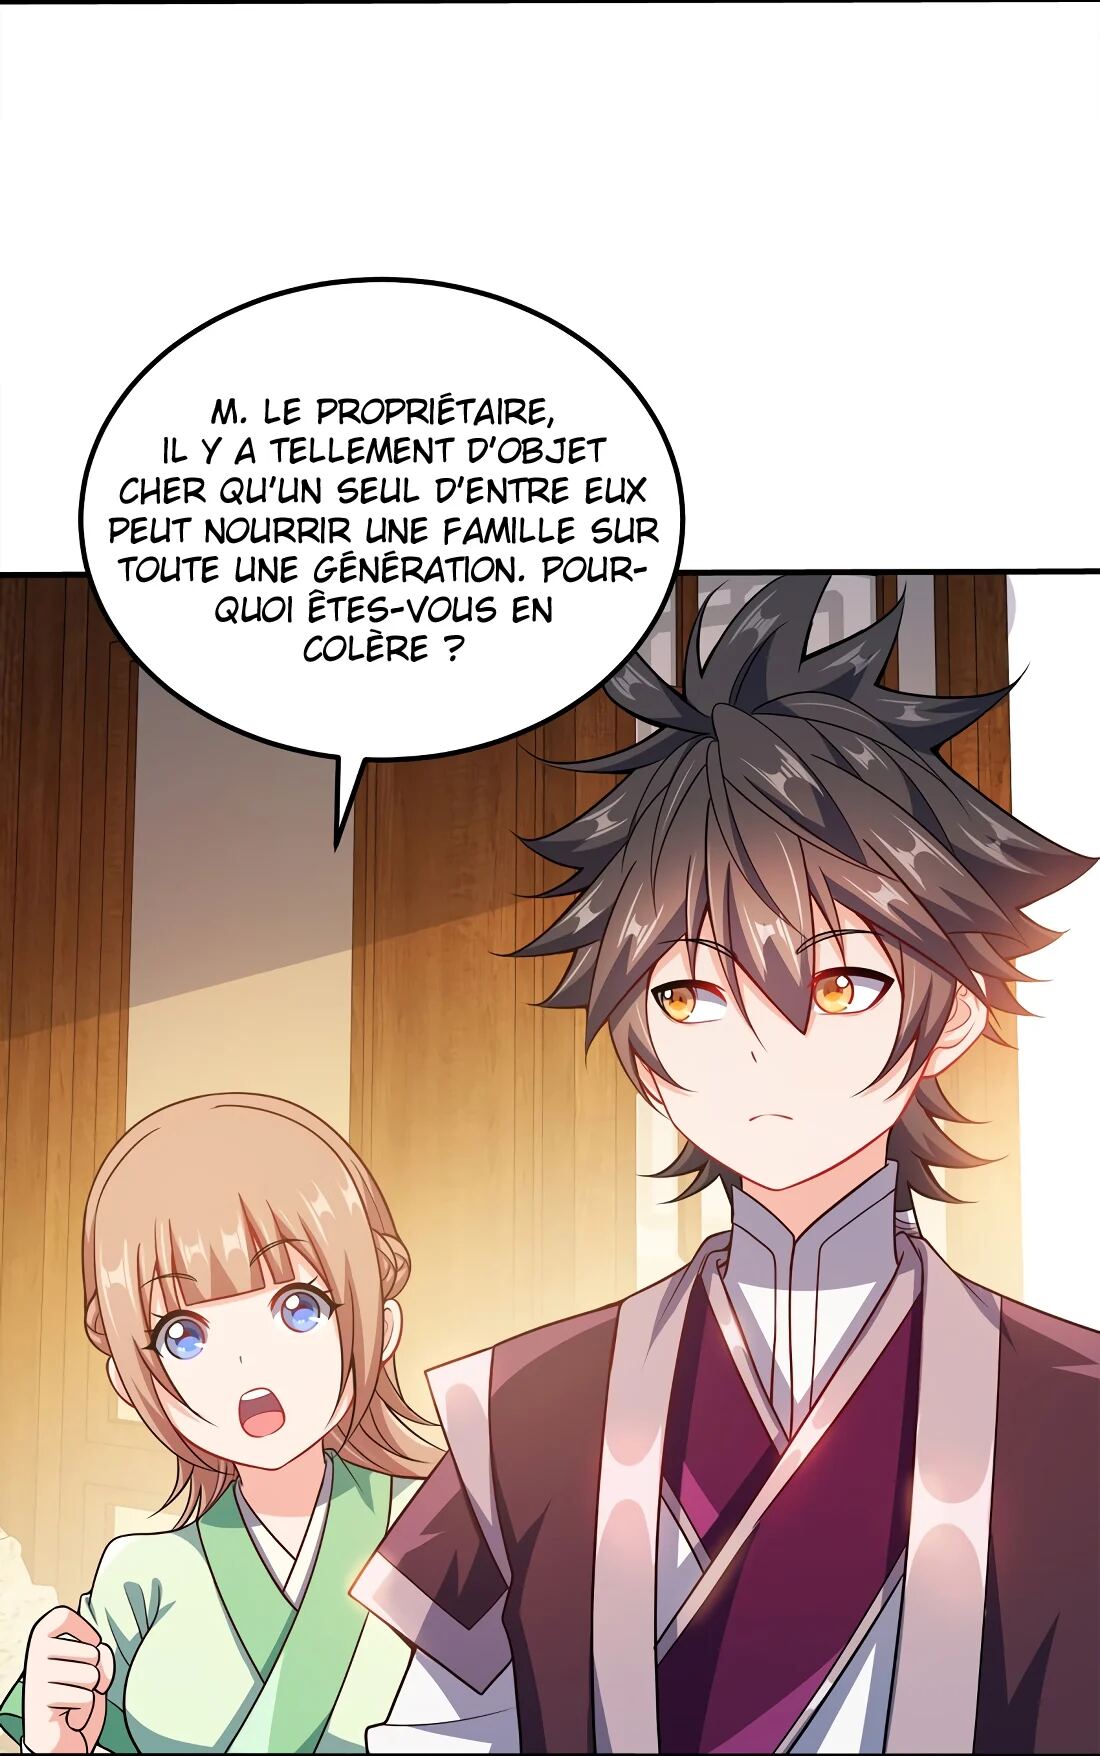 M. LE PROPRIÉTAIRE,
IL Y A TELLEMENT D'OBJET
CHER QU'UN SEUL D'ENTRE EUX
PEUT NOURRIR UNE FAMILLE SUR
TOUTE UNE GÉNÉRATION. POUR-
QUOI ÊTES-VOUS EN
COLÈRE ?